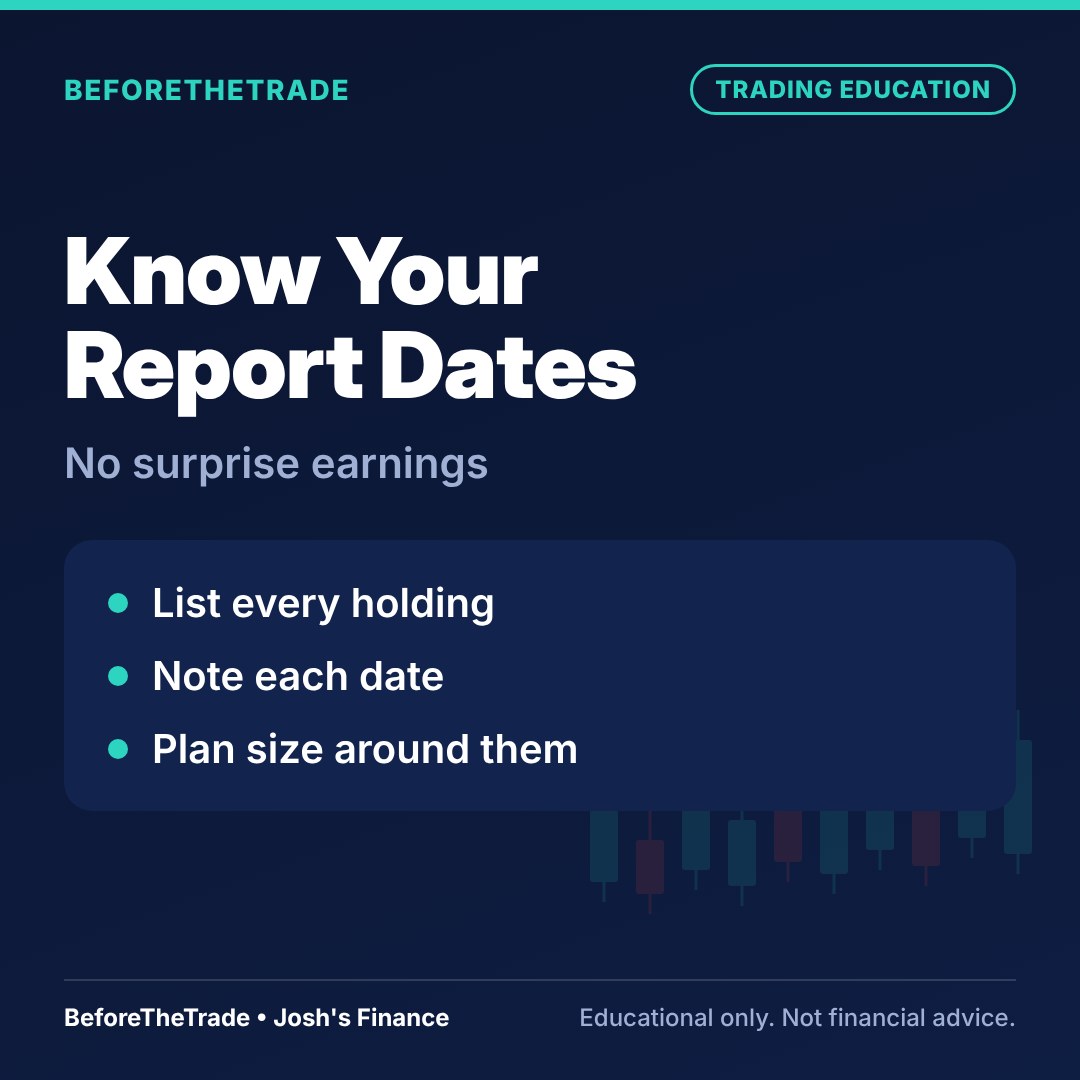 BEFORETHETRADE
TRADING EDUCATION
Know Your
Report Dates
No surprise earnings
List every holding
Note each date
Plan size around them
BeforeTheTrade • Josh's Finance
Educational only. Not financial advice.